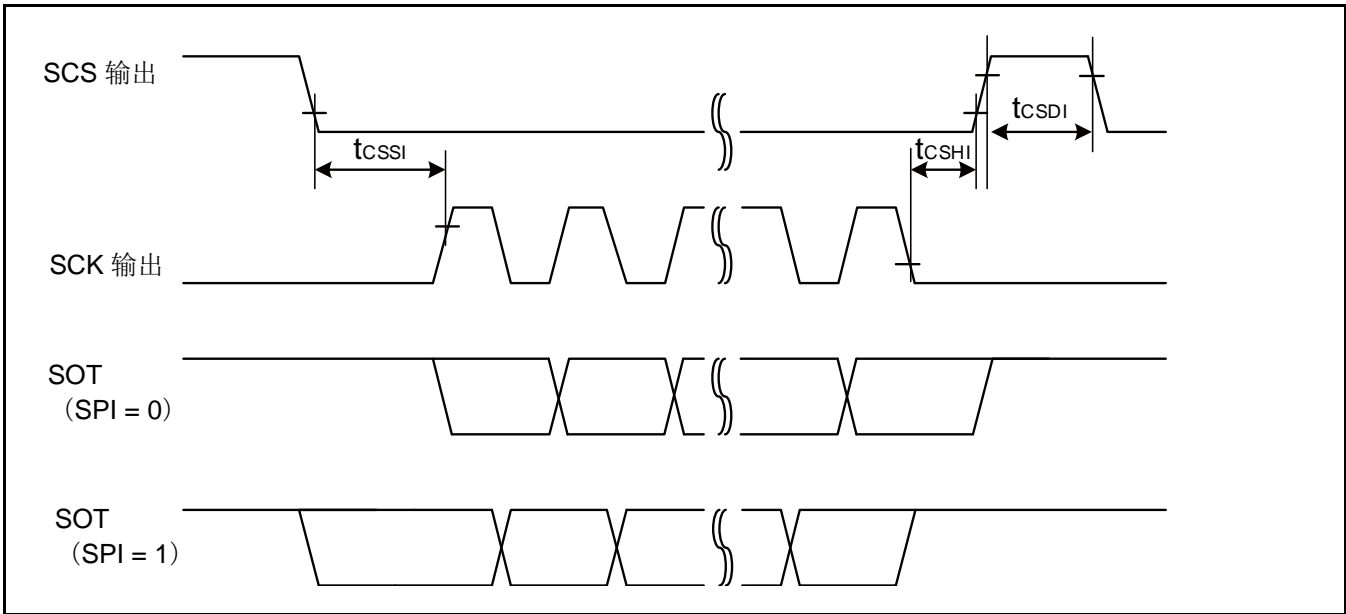 SCS 输出
tCSDI
tCSSI
tCSHI
SCK 输出
SOT
（SPI = 0）
SOT
（SPI = 1）